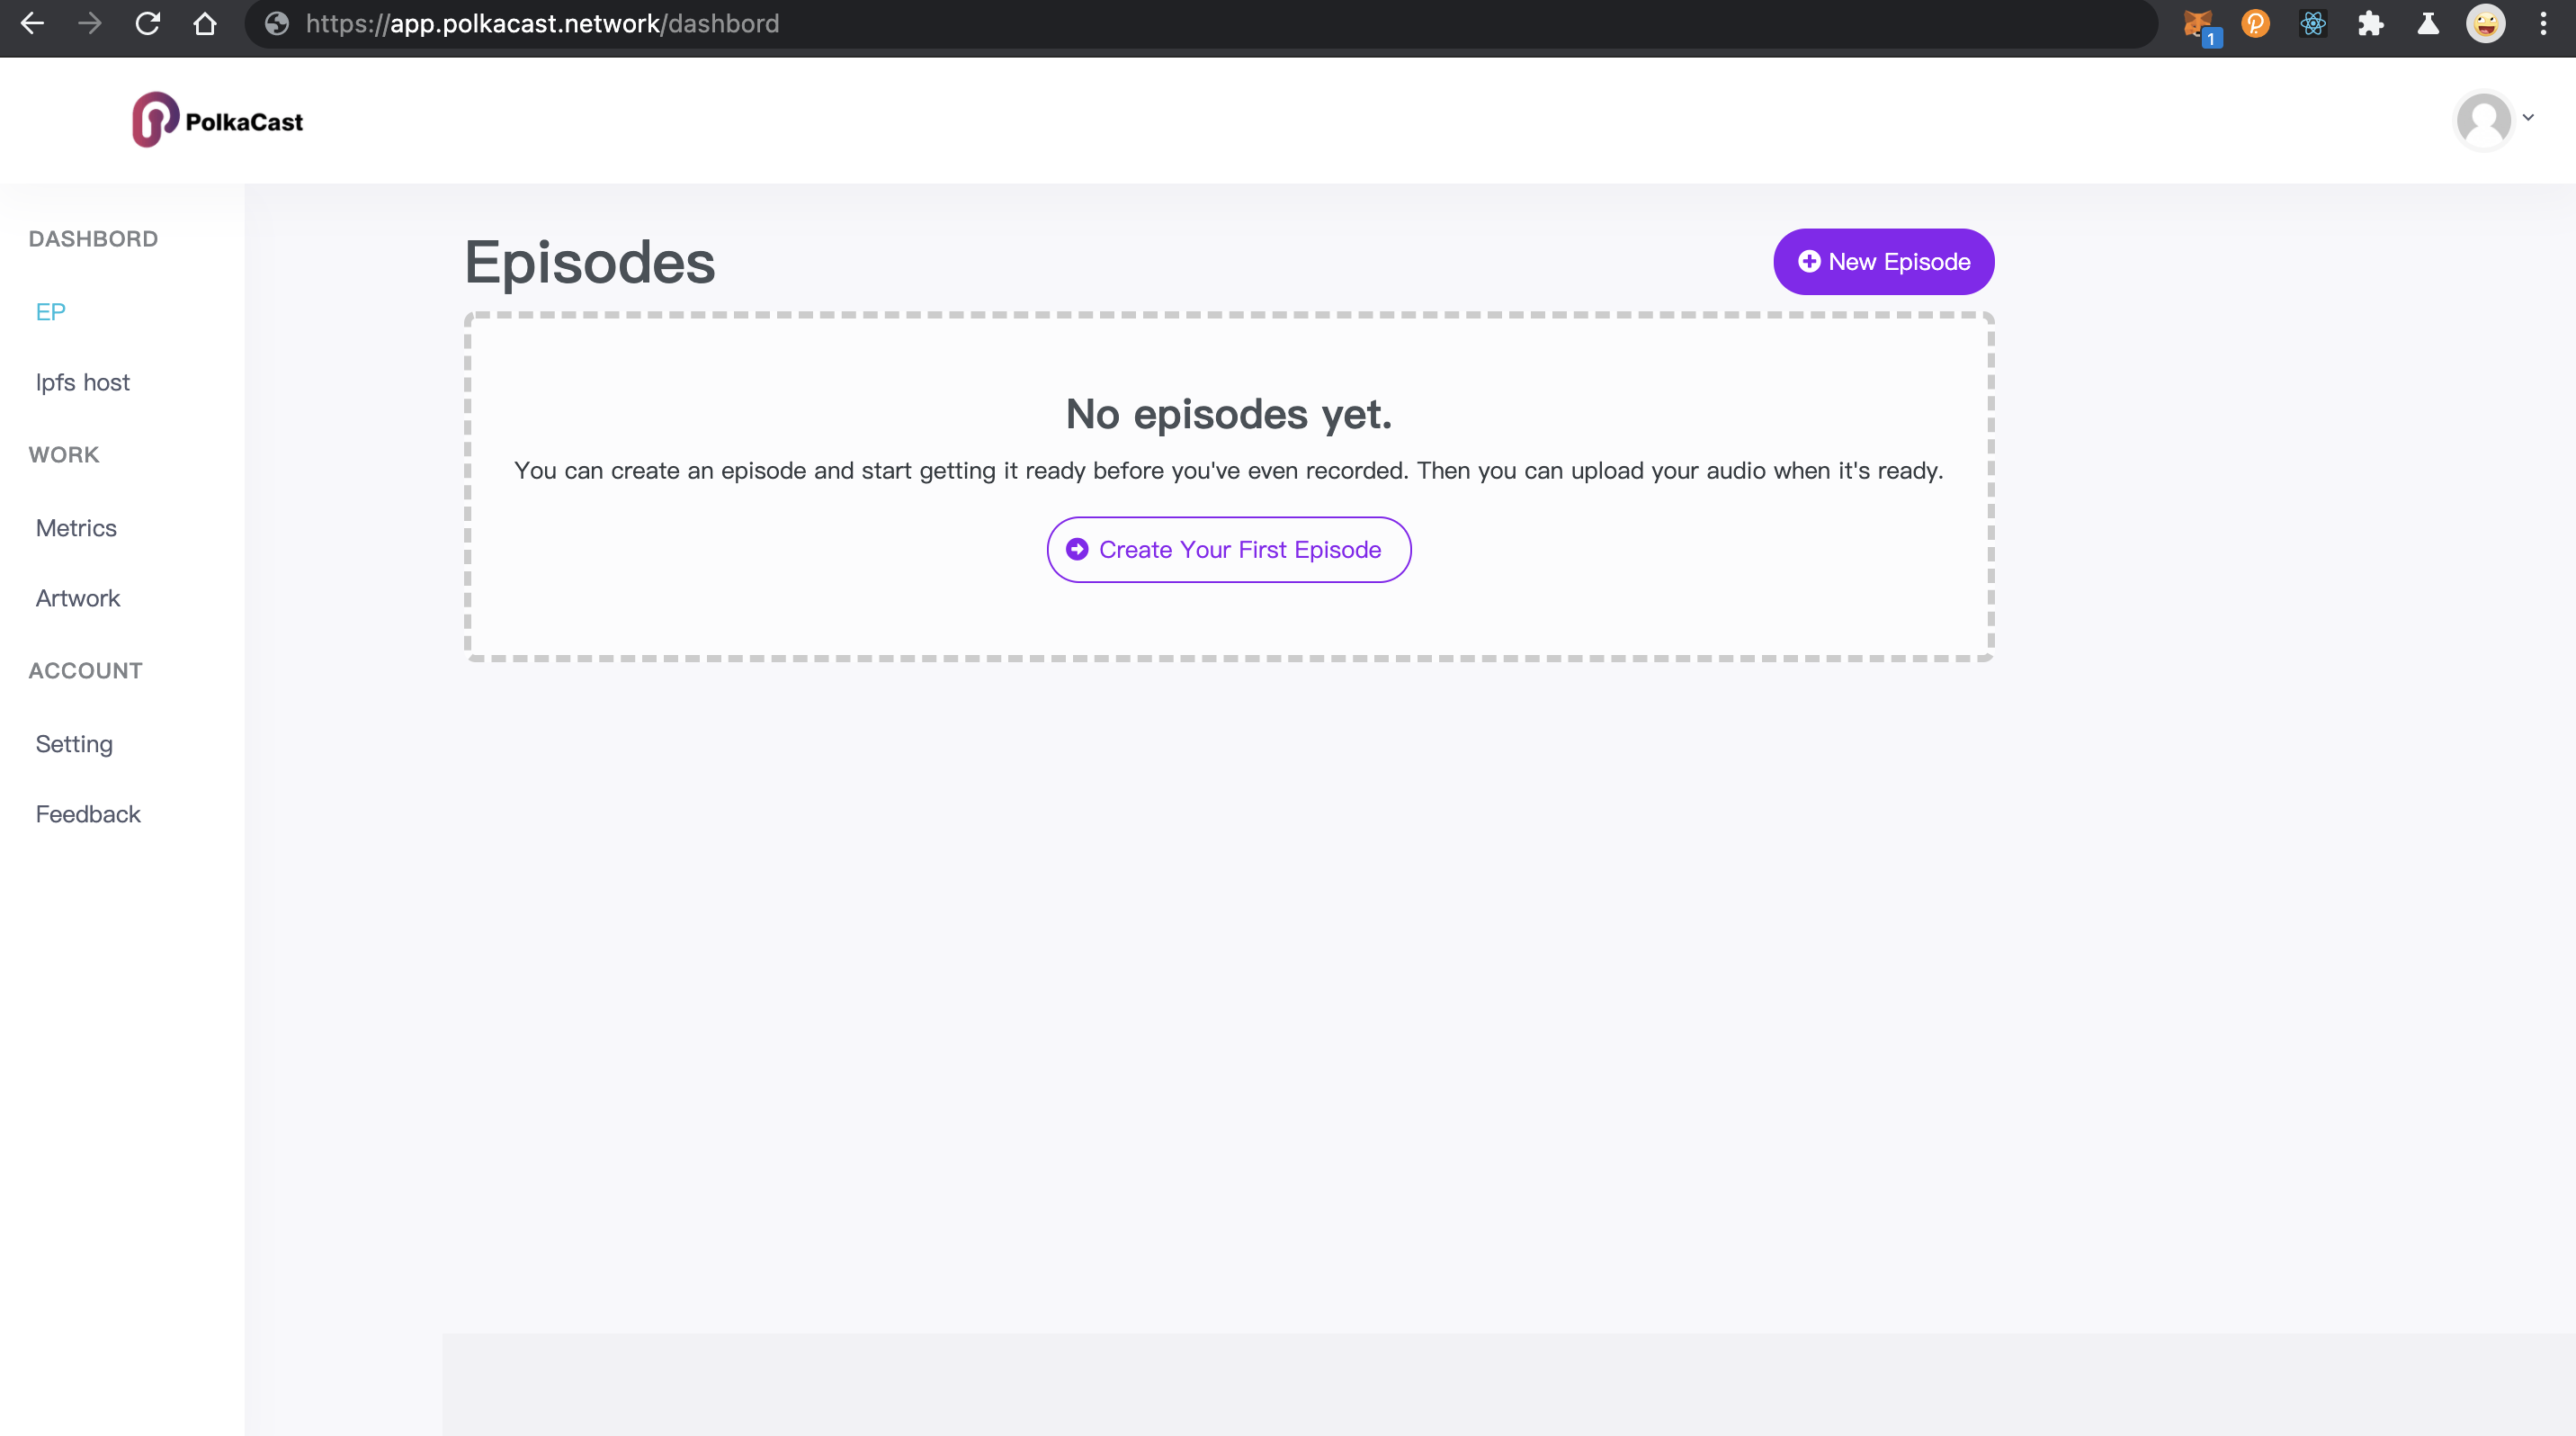 https://app.polkacast.network/dashbord
1
PolkaCast
DASHBORD
EP
Ipfs host
WORK
Metrics
Artwork
ACCOUNT
Setting
Feedback
Episodes
New Episode
No episodes yet.
You can create an episode and start getting it ready before you've even recorded. Then you can upload your audio when it's ready.
Create Your First Episode